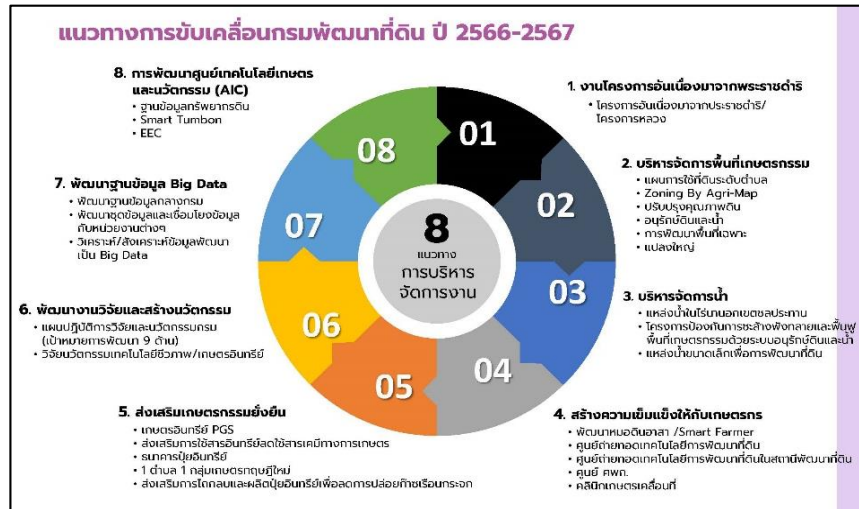 แนวทางการขับเคลื่อนกรมพัฒนาที่ดิน ปี 2566-2567
1. งานโครงการอันเนื่องมาจากพระราชดำริ
• โครงการอันเนื่องมาจากประราชดำริ/
โครงการหลวง
2. บริหารจัดการพื้นที่เกษตรกรรม
• แผนการใช้ที่ดินระดับตำบล
• Zoning By Agri-Map
• ปรับปรุงคุณภาพดิน
• อนุรักษ์ดินและน้ำ
• การพัฒนาพื้นที่เฉพาะ
• แปลงใหญ่
3. บริหารจัดการน้ำ
• แหล่งน้ำในไร่นานอกเขตชลประทาน
• โครงการป้องกันการชะล้างพังทลายและฟื้นฟู
พื้นที่เกษตรกรรมด้วยระบบอนุรักษ์ดินและน้ำ
• แหล่งน้ำขนาดเล็กเพื่อการพัฒนาที่ดิน
4. สร้างความเข็มแข็งให้กับเกษตรกร
• พัฒนาหมอดินอาสา /Smart Farmer
• ศูนย์ถ่ายทอดเทคโนโลยีการพัฒนาที่ดิน
• ศูนย์ถ่ายทอดเทคโนโลยีการพัฒนาที่ดินในสถานีพัฒนาที่ดิน
• ศูนย์ ศพก.
• คลินิกเกษตรเคลื่อนที่
5. ส่งเสริมเกษตรกรรมยั่งยืน
• เกษตรอินทรีย์ PGS
• ส่งเสริมการใช้สารอินทรีย์ลดใช้สารเคมีทางการเกษตร
• ธนาคารปุ๋ยอินทรีย์
• 1 ตำบล 1 กลุ่มเกษตรทฤษฎีใหม่
• ส่งเสริมการไถกลบและผลิตปุ๋ยอินทรีย์เพื่อลดการปล่อยก๊าซเรือนกระจก
6. พัฒนางานวิจัยและสร้างนวัตกรรม
• แผนปฏิบัติการวิจัยและนวัตกรรมกรม
(เป้าหมายการพัฒนา 9 ด้าน)
• วิจัยนวัตกรรมเทคโนโลยีชีวภาพ/เกษตรอินทรีย์
7. พัฒนาฐานข้อมูล Big Data
• พัฒนาฐานข้อมูลกลางกรม
• พัฒนาชุดข้อมูลและเชื่อมโยงข้อมูล
กับหน่วยงานต่างๆ
• วิเคราะห์/สังเคราะห์ข้อมูลพัฒนา
เป็น Big Data
8. การพัฒนาศูนย์เทคโนโลยีเกษตร
และนวัตกรรม (AIC)
• ฐานข้อมูลทรัพยากรดิน
• Smart Tumbon
• EEC
01
02
03
04
05
06
07
08
8
แนวทาง
การบริหาร
จัดการงาน